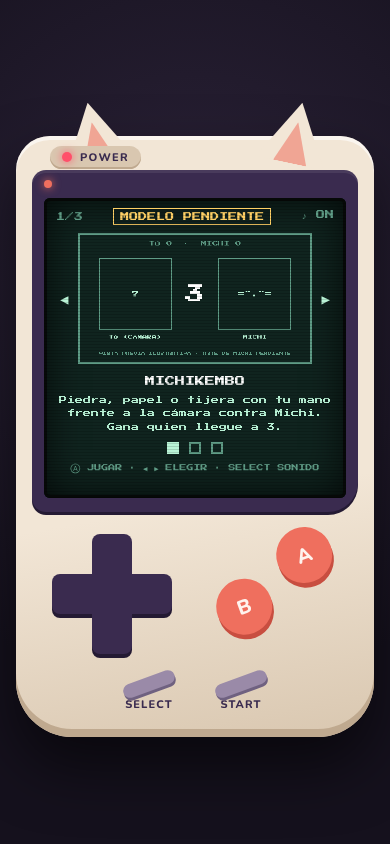 POWER
1/3 MODELO PENDIENTE ♪ ON
TÚ 0 · MICHI 0
? 3 =^.^=
TÚ (CÁMARA) MICHI
◀ ▶
MICHIKEMBO
Piedra, papel o tijera con tu mano
frente a la cámara contra Michi.
Gana quien llegue a 3.
Ⓐ JUGAR · ◀ ▶ ELEGIR · SELECT SONIDO
A
B
SELECT START